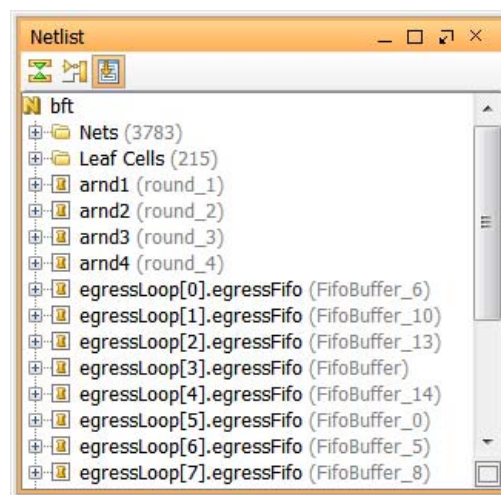 Netlist
bft
Nets (3783)
Leaf Cells (215)
arnd1 (round_1)
arnd2 (round_2)
arnd3 (round_3)
arnd4 (round_4)
egressLoop[0].egressFifo (FifoBuffer_6)
egressLoop[1].egressFifo (FifoBuffer_10)
egressLoop[2].egressFifo (FifoBuffer_13)
egressLoop[3].egressFifo (FifoBuffer)
egressLoop[4].egressFifo (FifoBuffer_14)
egressLoop[5].egressFifo (FifoBuffer_0)
egressLoop[6].egressFifo (FifoBuffer_5)
egressLoop[7].egressFifo (FifoBuffer_8)